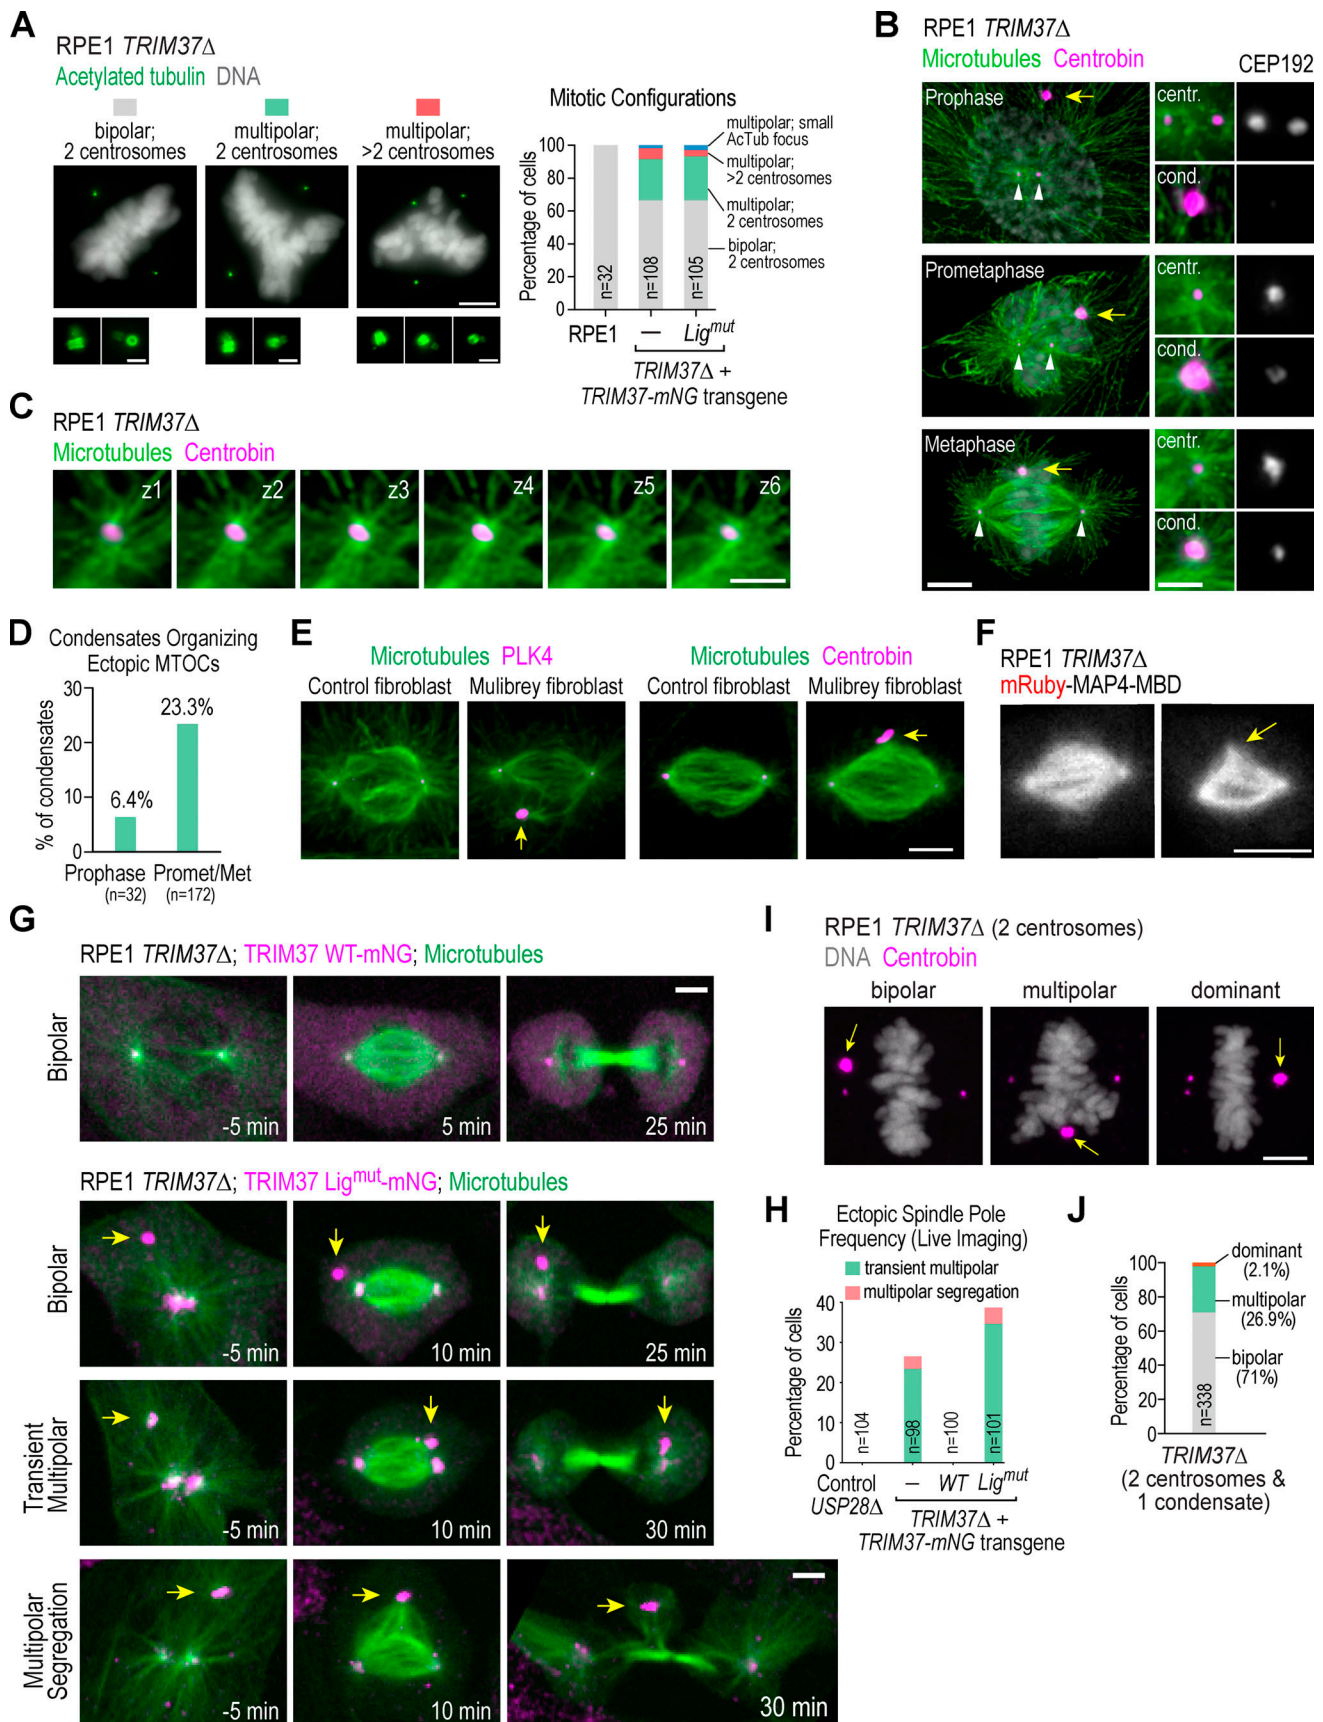 A
RPE1 TRIM37Δ
Acetylated tubulin DNA
bipolar;
2 centrosomes
multipolar;
2 centrosomes
multipolar;
>2 centrosomes
Mitotic Configurations
Percentage of cells
100
80
60
40
20
0
n=32
n=108
n=105
multipolar; small
AcTub focus
multipolar;
>2 centrosomes
multipolar;
2 centrosomes
bipolar;
2 centrosomes
RPE1
—
Lig^mut
TRIM37Δ +
TRIM37-mNG transgene
B
RPE1 TRIM37Δ
Microtubules Centrobin
CEP192
Prophase
centr.
cond.
Prometaphase
centr.
cond.
Metaphase
centr.
cond.
C
RPE1 TRIM37Δ
Microtubules Centrobin
z1
z2
z3
z4
z5
z6
D
Condensates Organizing
Ectopic MTOCs
% of condensates
30
20
10
0
6.4%
23.3%
Prophase
(n=32)
Promet/Met
(n=172)
E
Microtubules PLK4
Control fibroblast
Mulibrey fibroblast
Microtubules Centrobin
Control fibroblast
Mulibrey fibroblast
F
RPE1 TRIM37Δ
mRuby-MAP4-MBD
G
RPE1 TRIM37Δ; TRIM37 WT-mNG; Microtubules
Bipolar
-5 min
5 min
25 min
RPE1 TRIM37Δ; TRIM37 Lig^mut-mNG; Microtubules
Bipolar
-5 min
10 min
25 min
Transient
Multipolar
-5 min
10 min
30 min
Multipolar
Segregation
-5 min
10 min
30 min
I
RPE1 TRIM37Δ (2 centrosomes)
DNA Centrobin
bipolar
multipolar
dominant
H
Ectopic Spindle Pole
Frequency (Live Imaging)
transient multipolar
multipolar segregation
Percentage of cells
40
30
20
10
0
n=104
n=98
n=100
n=101
Control
USP28Δ
—
WT
Lig^mut
TRIM37Δ +
TRIM37-mNG transgene
J
Percentage of cells
100
80
60
40
20
0
n=338
dominant
(2.1%)
multipolar
(26.9%)
bipolar
(71%)
TRIM37Δ
(2 centrosomes &
1 condensate)